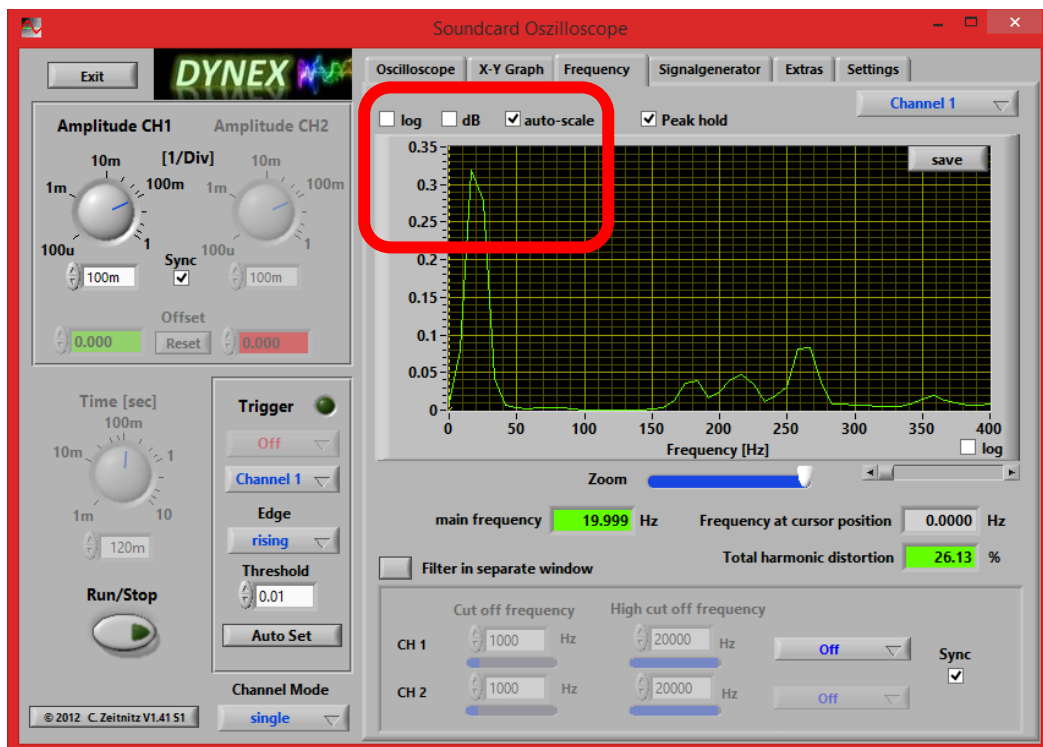 Soundcard Oszilloscope
Exit
DYNEX
Amplitude CH1
Amplitude CH2
[1/Div]
10m
1m
100m
100u
1
10m
1m
100m
100u
1
Sync
100m
100m
Offset
0.000
Reset
0.000
Time [sec]
100m
10m
1
1m
10
120m
Run/Stop
© 2012 C. Zeitnitz V1.41 S1
Trigger
Off
Channel 1
Edge
rising
Threshold
0.01
Auto Set
Channel Mode
single
Oscilloscope X-Y Graph Frequency Signalgenerator Extras Settings
Channel 1
log dB auto-scale Peak hold
save
0.35
0.3
0.25
0.2
0.15
0.1
0.05
0
0 50 100 150 200 250 300 350 400
Frequency [Hz]
log
Zoom
main frequency 19.999 Hz Frequency at cursor position 0.0000 Hz
Total harmonic distortion 26.13 %
Filter in separate window
Cut off frequency High cut off frequency
CH 1 1000 Hz 20000 Hz Off
Sync
CH 2 1000 Hz 20000 Hz Off